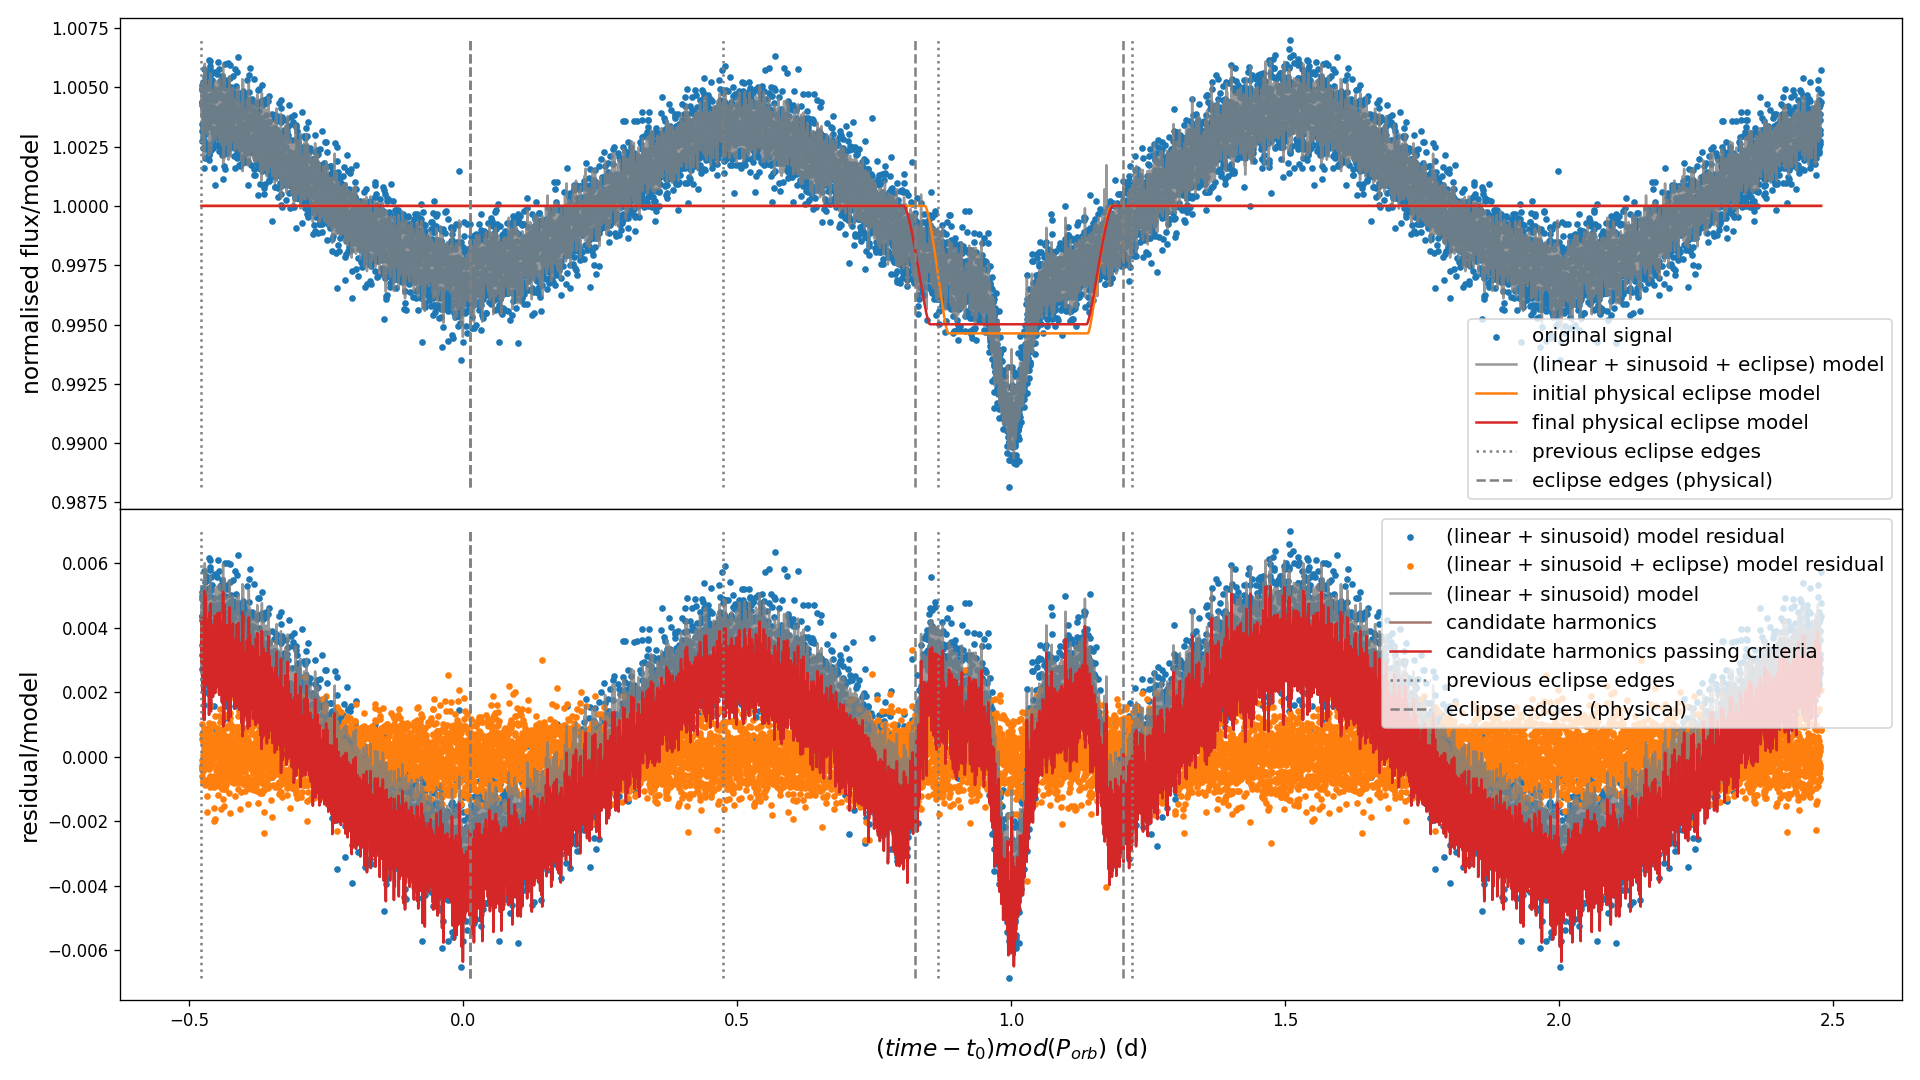 1.0075
1.0050
1.0025
1.0000
0.9975
0.9950
0.9925
0.9900
0.9875
normalised flux/model
original signal
(linear + sinusoid + eclipse) model
initial physical eclipse model
final physical eclipse model
previous eclipse edges
eclipse edges (physical)
0.006
0.004
0.002
0.000
−0.002
−0.004
−0.006
residual/model
(linear + sinusoid) model residual
(linear + sinusoid + eclipse) model residual
(linear + sinusoid) model
candidate harmonics
candidate harmonics passing criteria
previous eclipse edges
eclipse edges (physical)
−0.5 0.0 0.5 1.0 1.5 2.0 2.5
(time − t₀)mod(Pₒᵣb) (d)